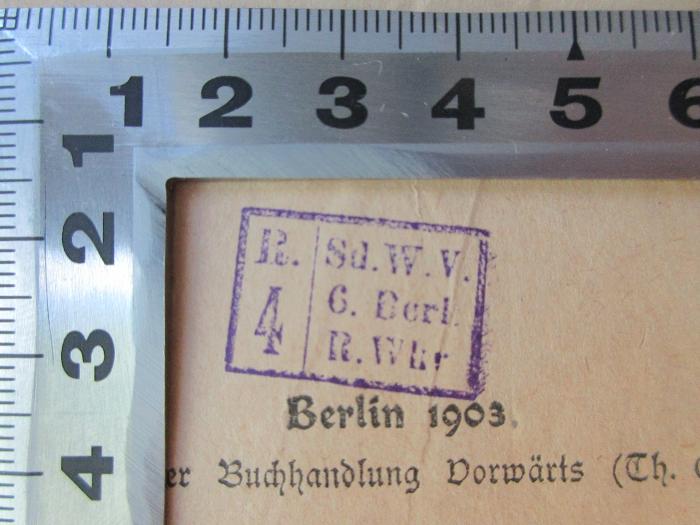 1 2 3 4 5 6
1
2
3
4
R. Sd. W. V.
4 6. Berl.
R. Whr
Berlin 1903.
er Buchhandlung Vorwärts (Th.